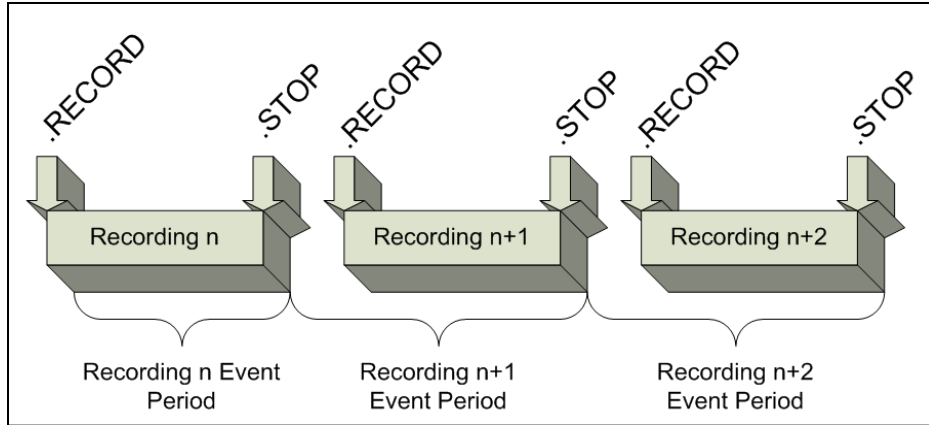 .RECORD
.STOP
.RECORD
.STOP
.RECORD
.STOP
Recording n
Recording n+1
Recording n+2
Recording n Event
Period
Recording n+1
Event Period
Recording n+2
Event Period